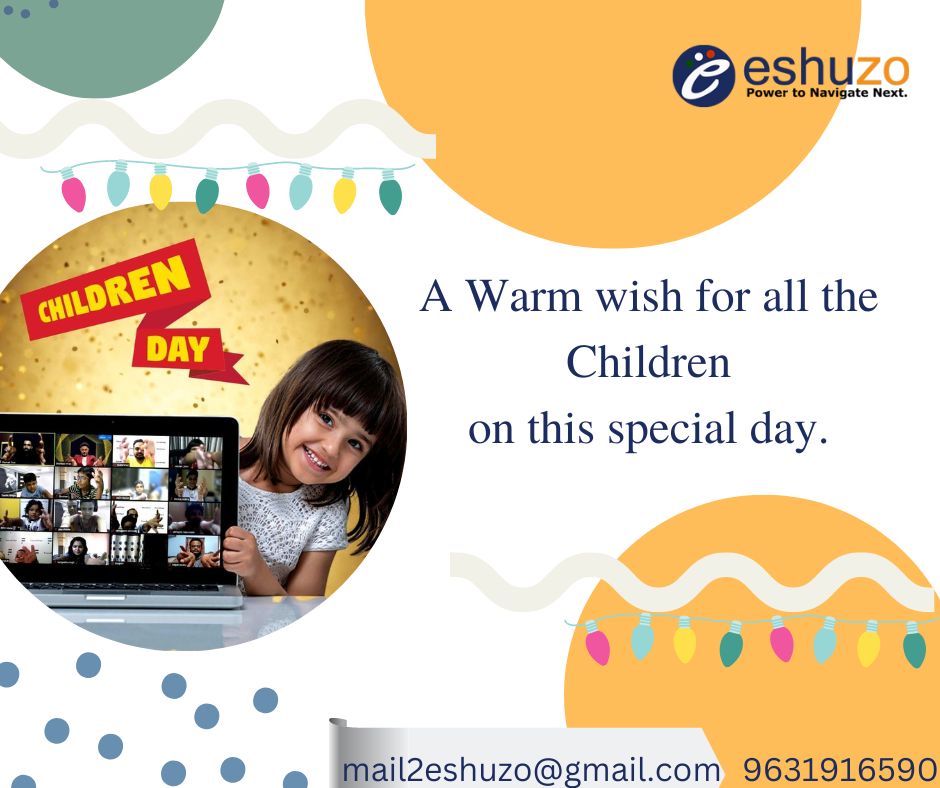 eshuzo
Power to Navigate Next.
CHILDREN
DAY
A Warm wish for all the
Children
on this special day.
mail2eshuzo@gmail.com 9631916590